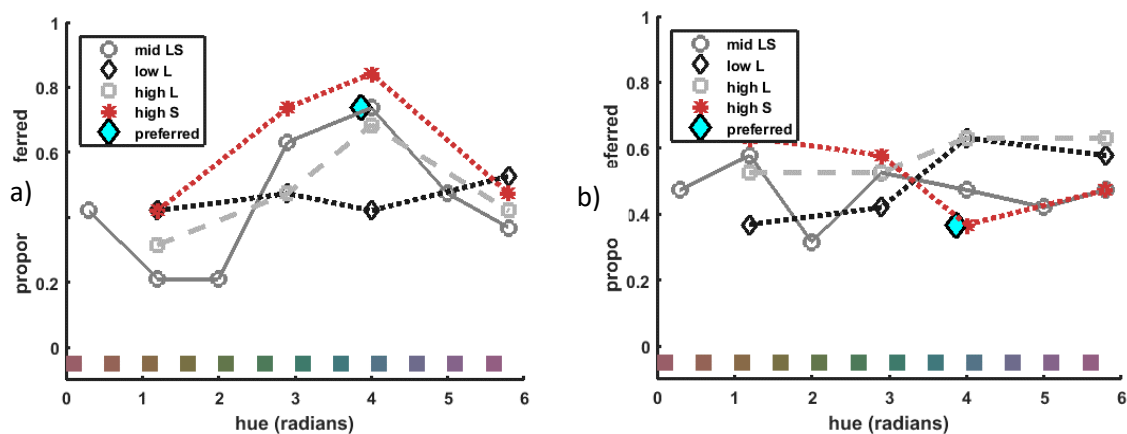 a)
propor ferred
1
0.8
0.6
0.4
0.2
0
mid LS
low L
high L
high S
preferred
0 1 2 3 4 5 6
hue (radians)
b)
propo eferred
1
0.8
0.6
0.4
0.2
0
mid LS
low L
high L
high S
preferred
0 1 2 3 4 5 6
hue (radians)